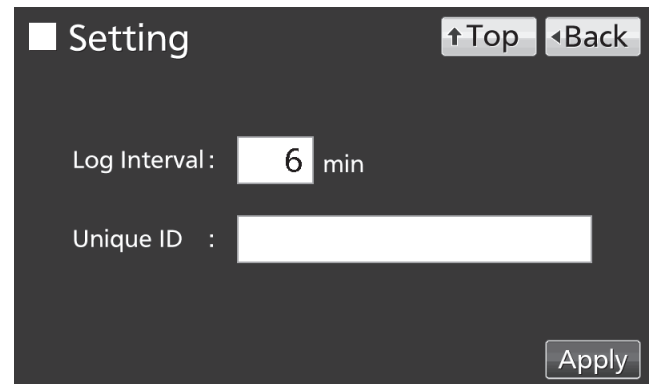 Setting
↑Top
◂Back
Log Interval: 6 min
Unique ID :
Apply